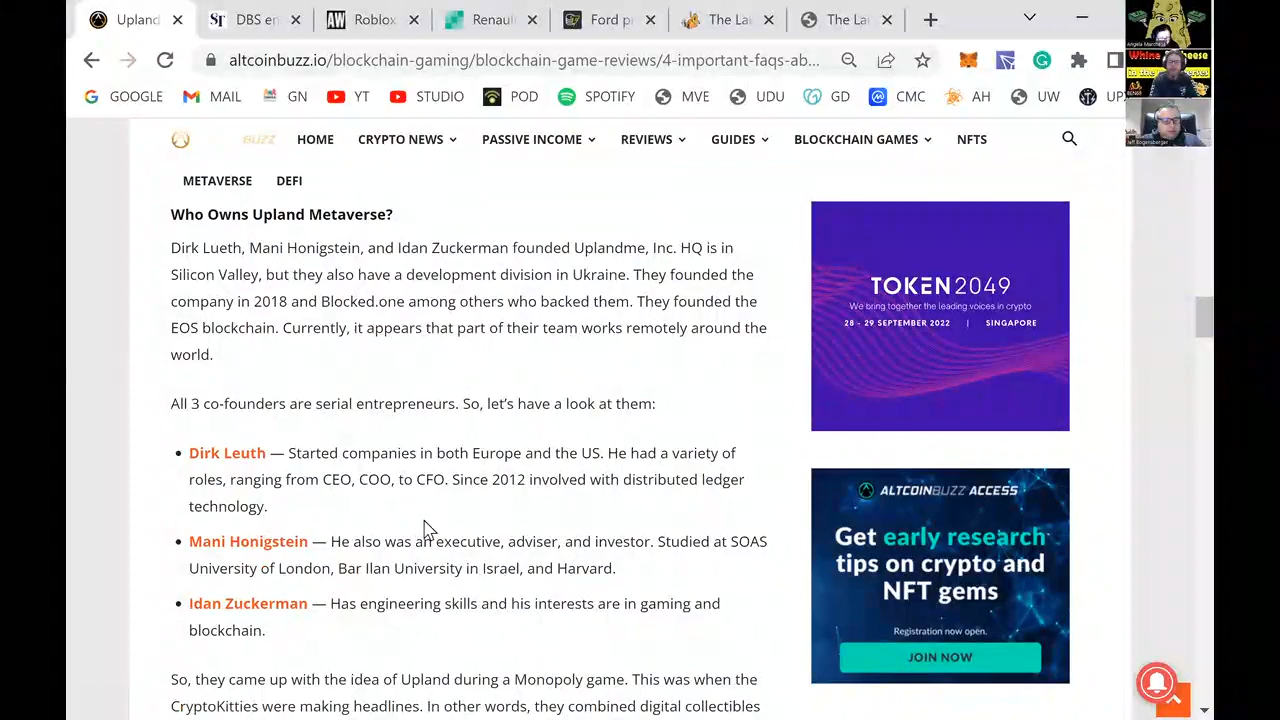 Upland
DBS en
Roblox
Renaul
Ford pr
The La
The La
altcoinbuzz.io/blockchain-gaming/blockchain-game-reviews/4-important-faqs-ab...
GOOGLE
MAIL
GN
SPOTIFY
ME
DDU
GD
CMC
AH
UW
BUZZ
HOME
CRYPTO NEWS
PASSIVE INCOME
REVIEWS
GUIDES
BLOCKCHAIN GAMES
NFTS
METAVERSE
DEFI
Who Owns Upland Metaverse?
Dirk Lueth, Mani Honigstein, and Idan Zuckerman founded Uplandme, Inc. HQ is in
Silicon Valley, but they also have a development division in Ukraine. They founded the
company in 2018 and Blocked.one among others who backed them. They founded the
EOS blockchain. Currently, it appears that part of their team works remotely around the
world.
All 3 co-founders are serial entrepreneurs. So, let's have a look at them:
Dirk Leuth — Started companies in both Europe and the US. He had a variety of
roles, ranging from CEO, COO, to CFO. Since 2012 involved with distributed ledger
technology.
Mani Honigstein — He also was an executive, adviser, and investor. Studied at SOAS
University of London, Bar Ilan University in Israel, and Harvard.
Idan Zuckerman — Has engineering skills and his interests are in gaming and
blockchain.
So, they came up with the idea of Upland during a Monopoly game. This was when the
CryptoKitties were making headlines. In other words, they combined digital collectibles
TOKEN2049
We bring together the leading voices in crypto
28 - 29 SEPTEMBER 2022 | SINGAPORE
ALTCOINBUZZ ACCESS
Get early research
tips on crypto and
NFT gems
Registration now open.
JOIN NOW